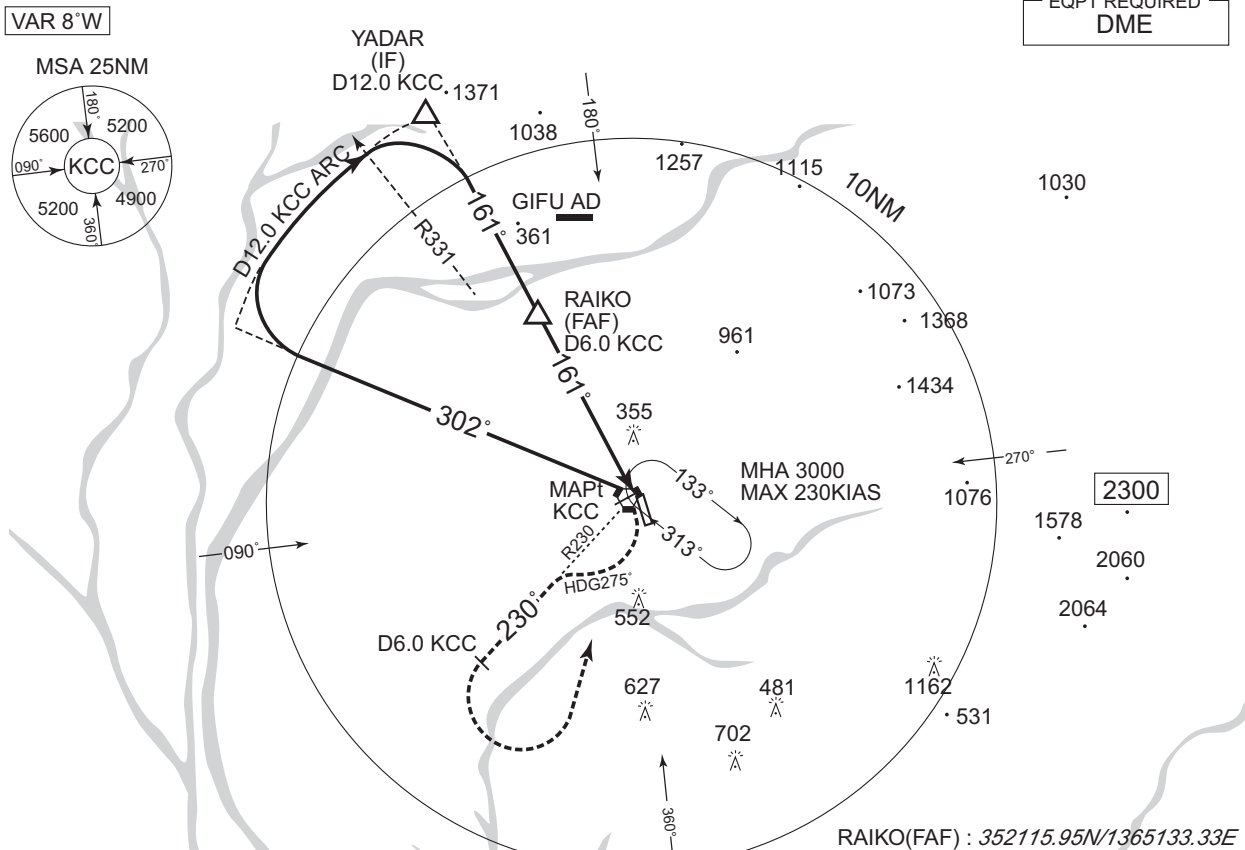 VAR 8°W
EQPT REQUIRED
DME
MSA 25NM
180°
5600
5200
090°
KCC
270°
5200
4900
360°
YADAR
(IF)
D12.0 KCC
1371
1038
180°
1257
1115
10NM
1030
D12.0 KCC ARC
R331
161°
GIFU AD
361
RAIKO
(FAF)
D6.0 KCC
1073
1368
961
1434
161°
302°
355
MAPt
KCC
133°
313°
MHA 3000
MAX 230KIAS
270°
1076
2300
1578
2060
2064
090°
R230
HDG275°
230°
552
D6.0 KCC
627
481
702
1162
531
360°
RAIKO(FAF) : 352115.95N/1365133.33E